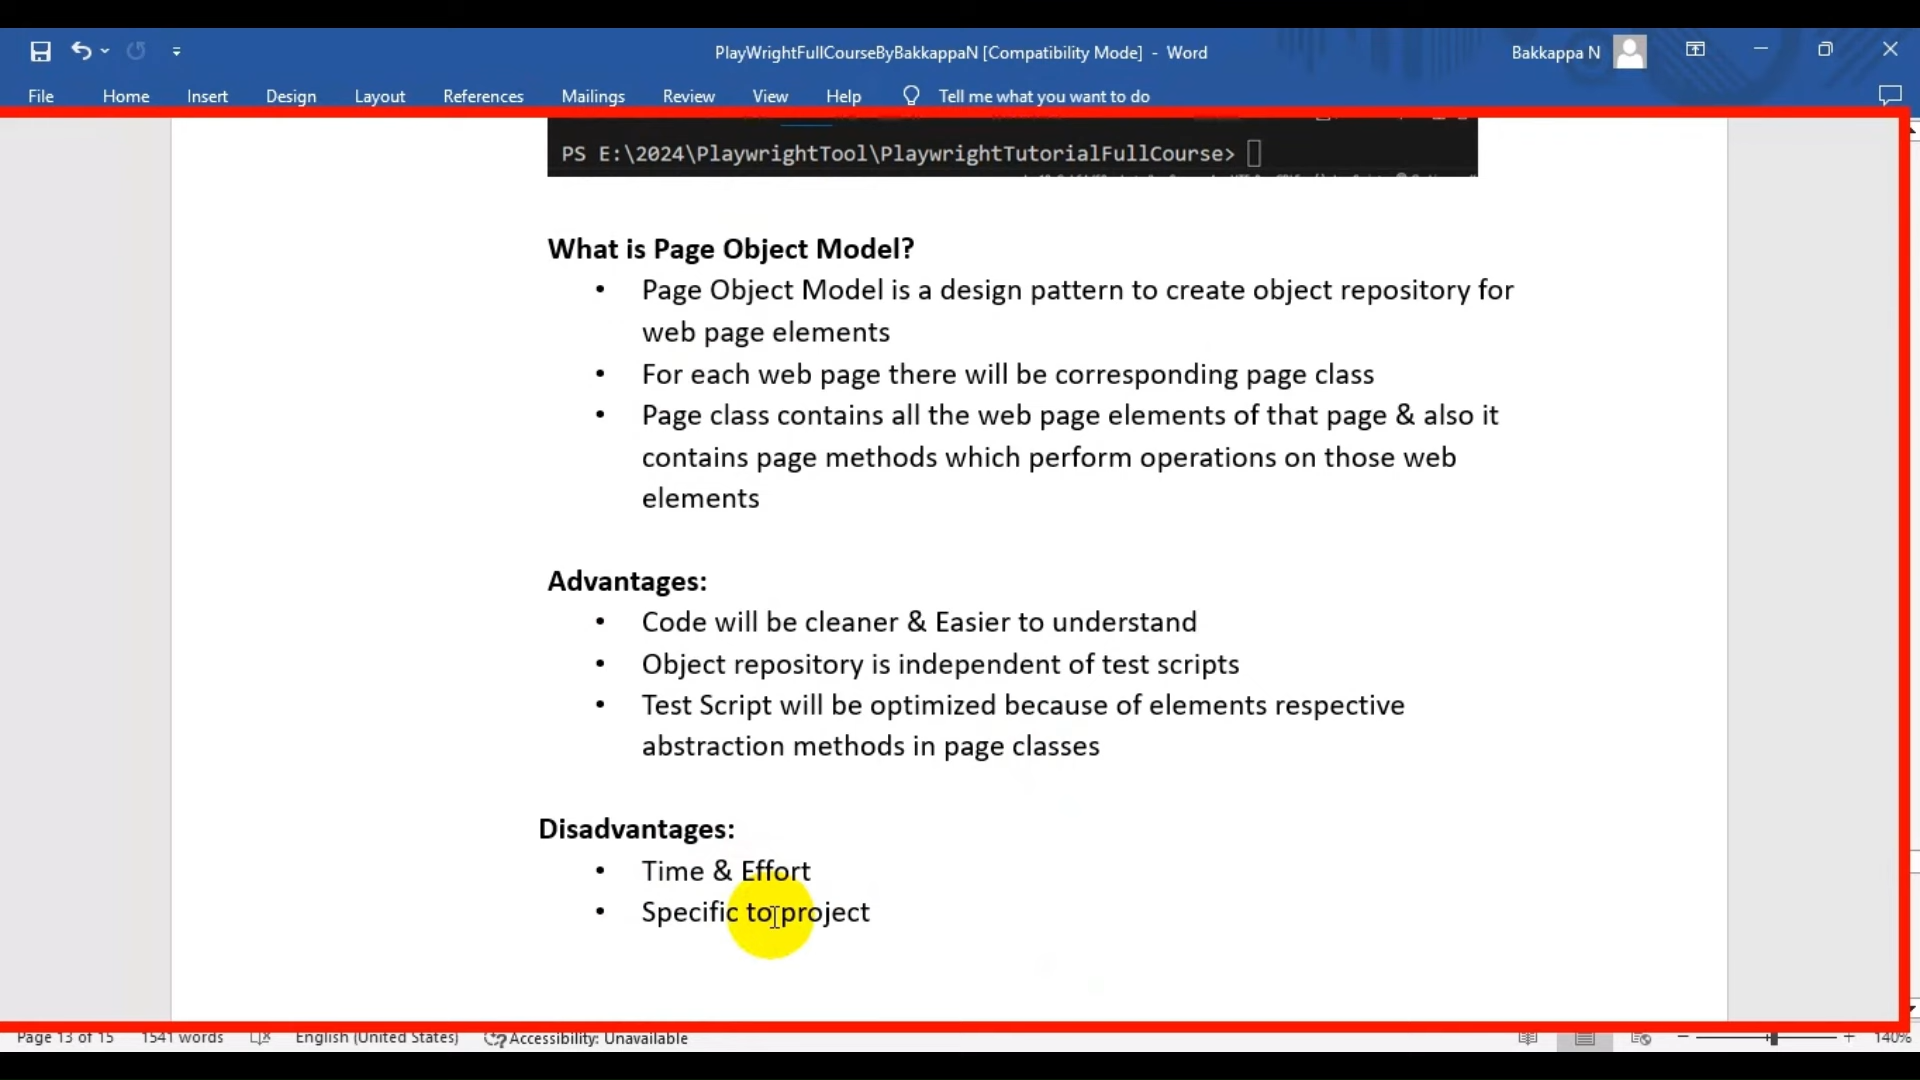 PlayWrightFullCourseByBakkappaN [Compatibility Mode] - Word
Bakkappa N
File Home Insert Design Layout References Mailings Review View Help Tell me what you want to do
PS E:\2024\PlaywrightTool\PlaywrightTutorialFullCourse>
What is Page Object Model?
• Page Object Model is a design pattern to create object repository for
web page elements
• For each web page there will be corresponding page class
• Page class contains all the web page elements of that page & also it
contains page methods which perform operations on those web
elements
Advantages:
• Code will be cleaner & Easier to understand
• Object repository is independent of test scripts
• Test Script will be optimized because of elements respective
abstraction methods in page classes
Disadvantages:
• Time & Effort
• Specific to project
Page 13 of 15 1541 words English (United States) Accessibility: Unavailable 140%